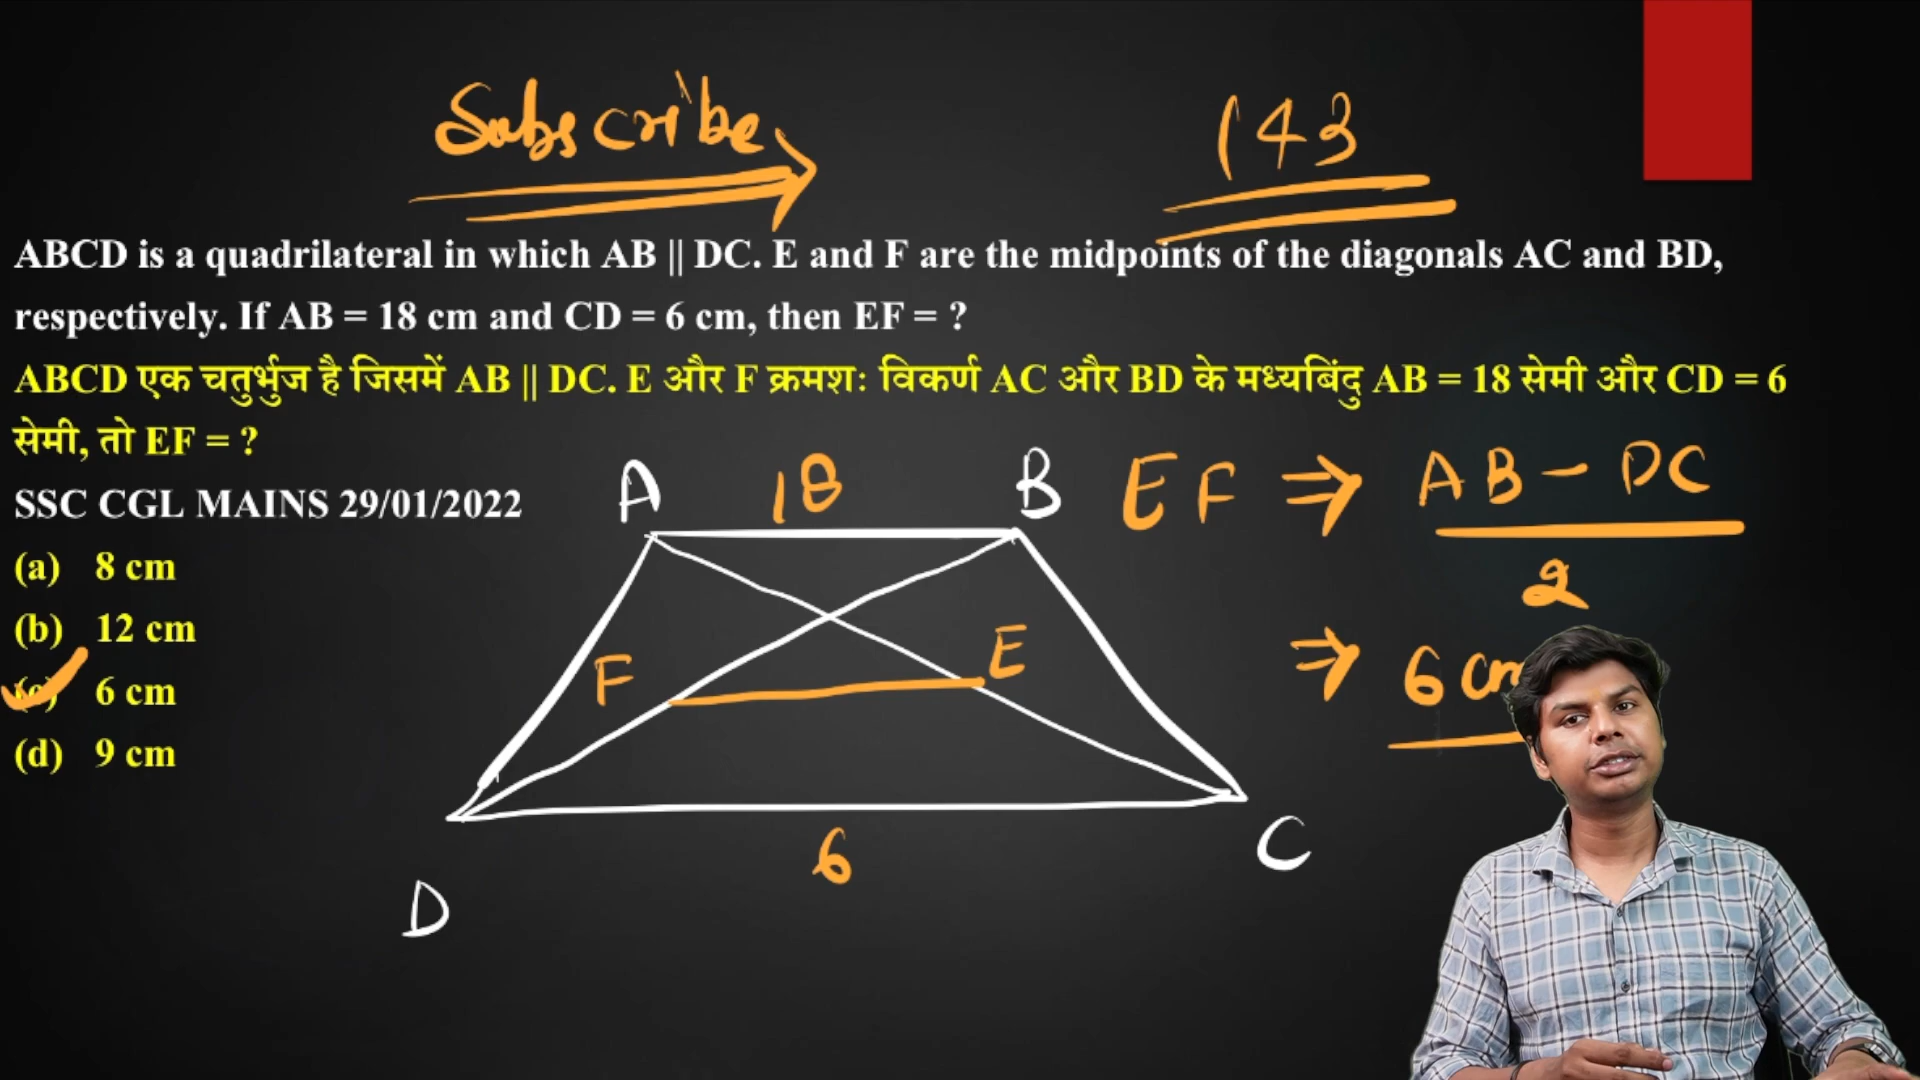 Subscribe
143
ABCD is a quadrilateral in which AB || DC. E and F are the midpoints of the diagonals AC and BD,
respectively. If AB = 18 cm and CD = 6 cm, then EF = ?
ABCD एक चतुर्भुज है जिसमें AB || DC. E और F क्रमशः विकर्ण AC और BD के मध्यबिंदु AB = 18 सेमी और CD = 6
सेमी, तो EF = ?
SSC CGL MAINS 29/01/2022
(a) 8 cm
(b) 12 cm
(c) 6 cm
(d) 9 cm
A 18 B
F E
6
D C
EF ⇒ AB - DC
2
⇒ 6 cm